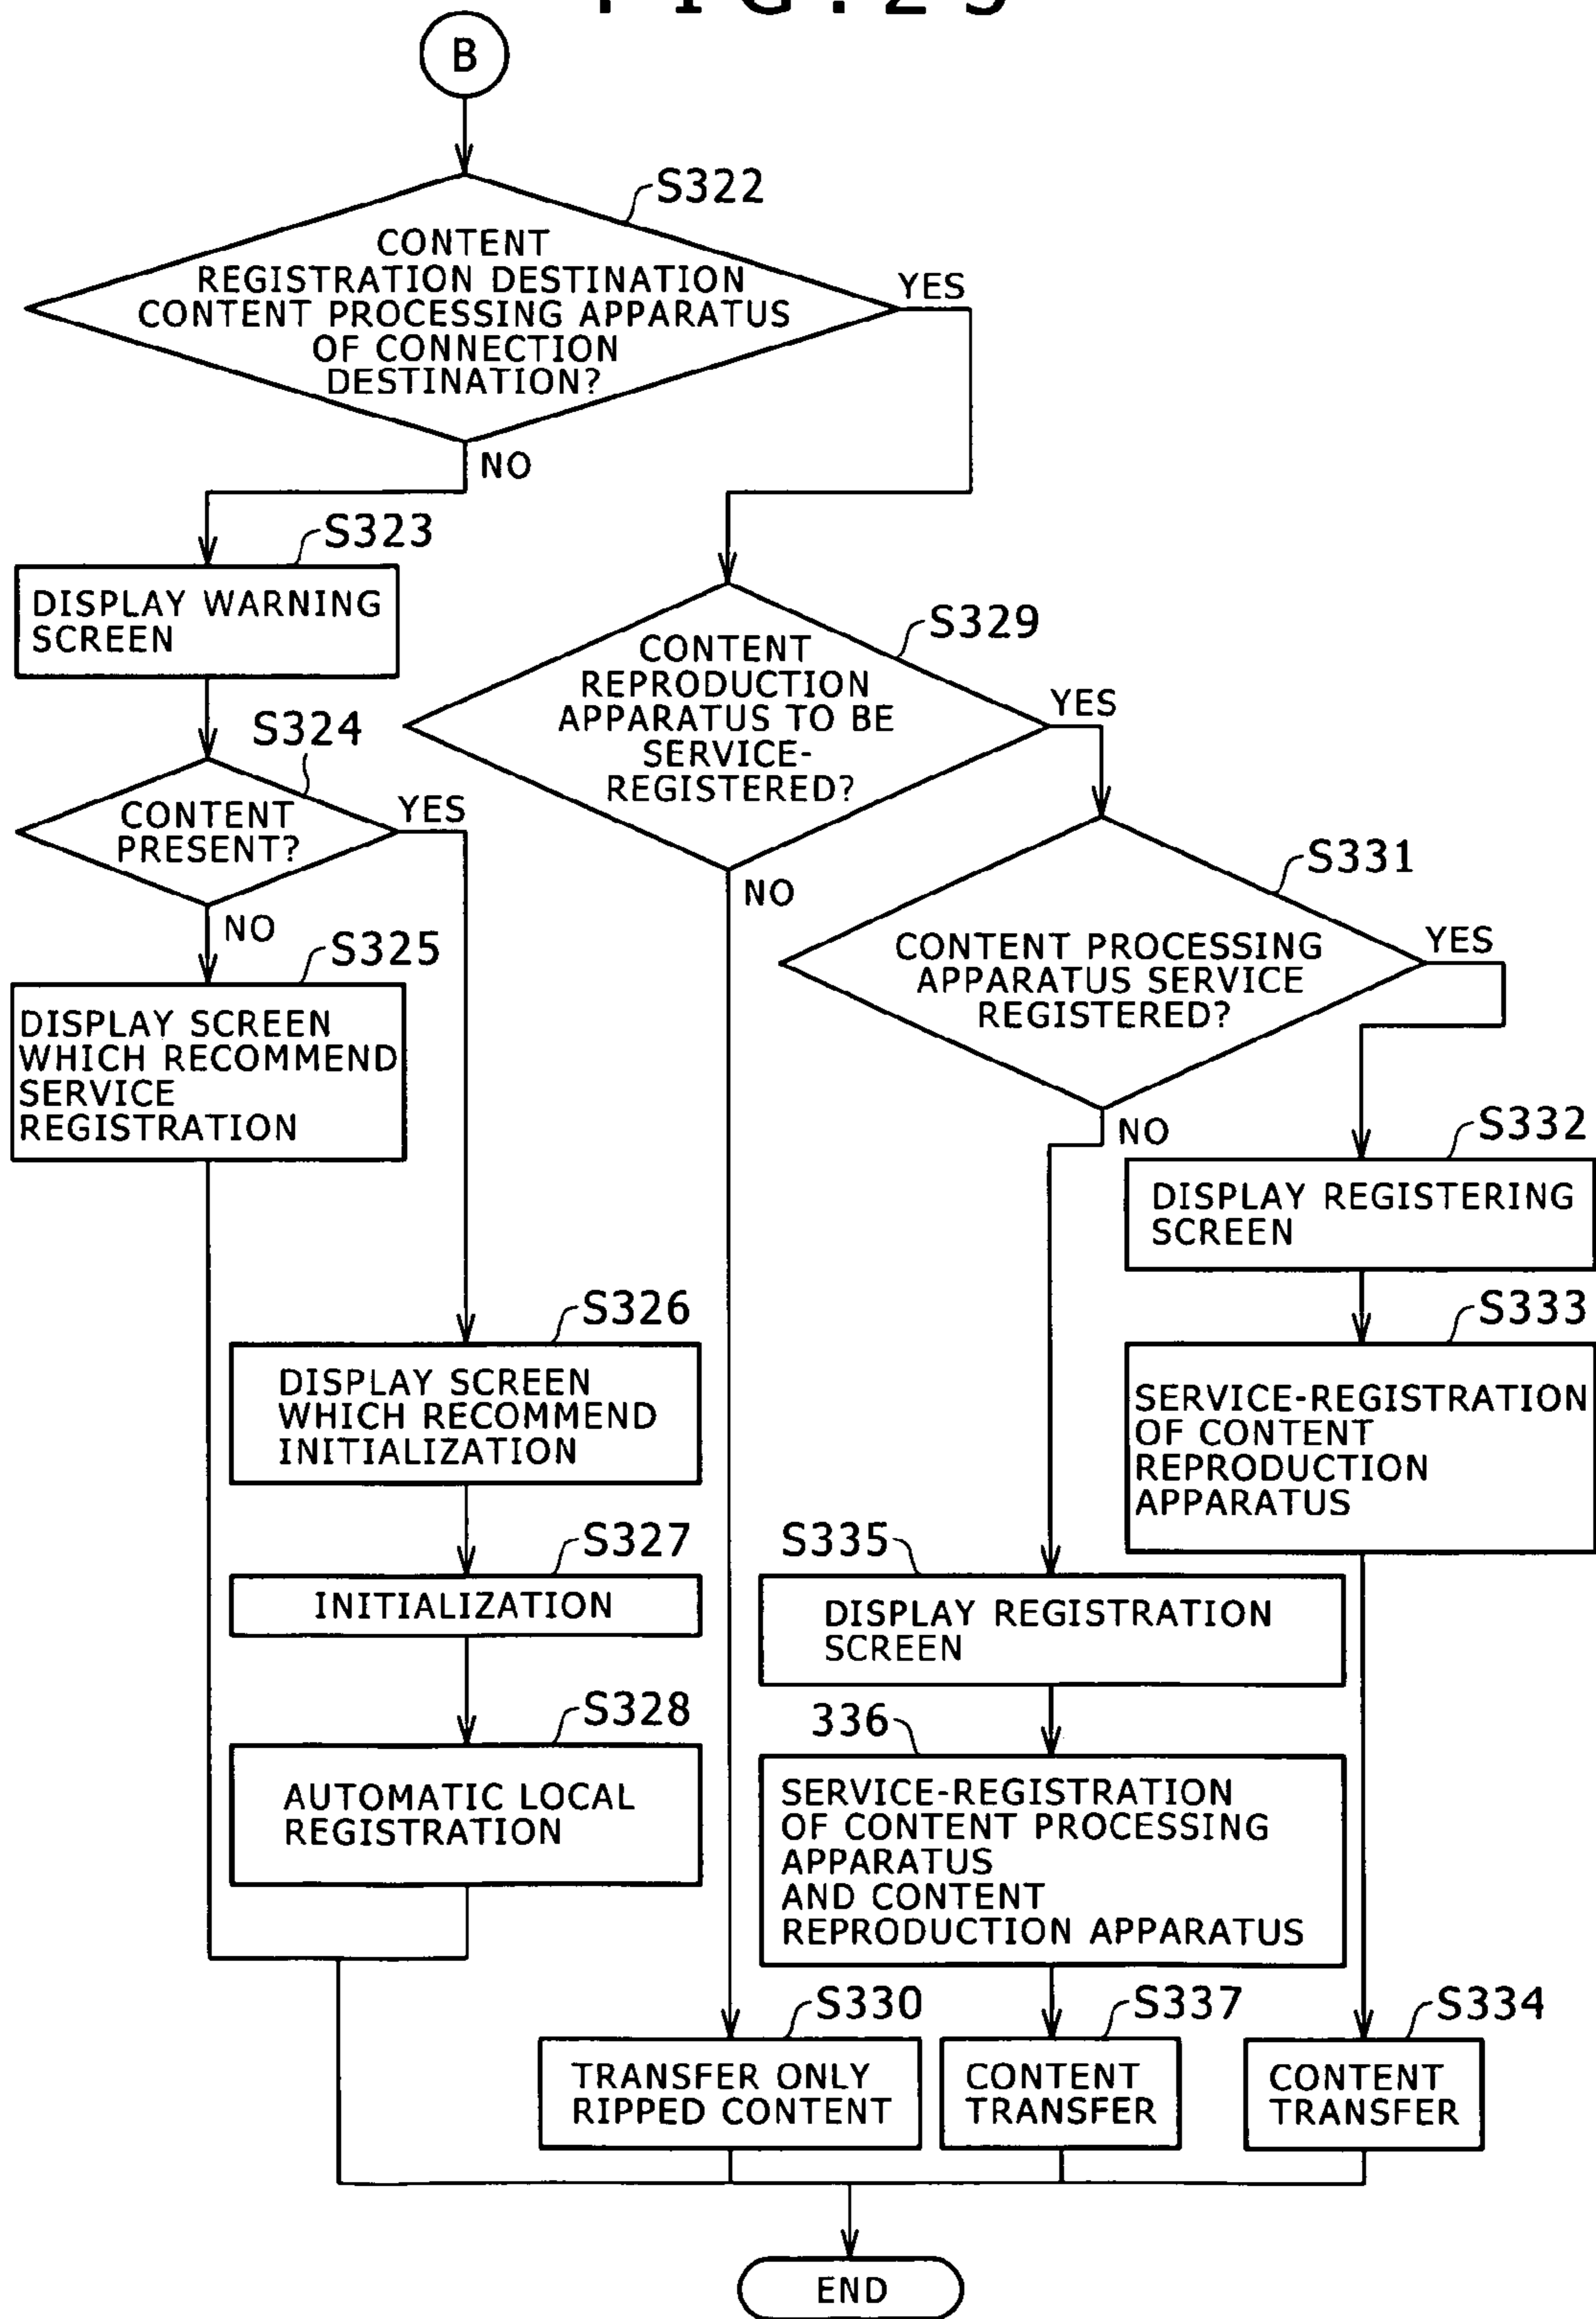 B
S322
CONTENT
REGISTRATION DESTINATION
CONTENT PROCESSING APPARATUS
OF CONNECTION
DESTINATION?
YES
NO
S323
DISPLAY WARNING
SCREEN
S324
CONTENT
PRESENT?
YES
NO
S325
DISPLAY SCREEN
WHICH RECOMMEND
SERVICE
REGISTRATION
S326
DISPLAY SCREEN
WHICH RECOMMEND
INITIALIZATION
S327
INITIALIZATION
S328
AUTOMATIC LOCAL
REGISTRATION
S329
CONTENT
REPRODUCTION
APPARATUS TO BE
SERVICE-
REGISTERED?
YES
NO
S331
CONTENT PROCESSING
APPARATUS SERVICE
REGISTERED?
YES
NO
S332
DISPLAY REGISTERING
SCREEN
S333
SERVICE-REGISTRATION
OF CONTENT
REPRODUCTION
APPARATUS
S335
DISPLAY REGISTRATION
SCREEN
336
SERVICE-REGISTRATION
OF CONTENT PROCESSING
APPARATUS
AND CONTENT
REPRODUCTION APPARATUS
S330
TRANSFER ONLY
RIPPED CONTENT
S337
CONTENT
TRANSFER
S334
CONTENT
TRANSFER
END